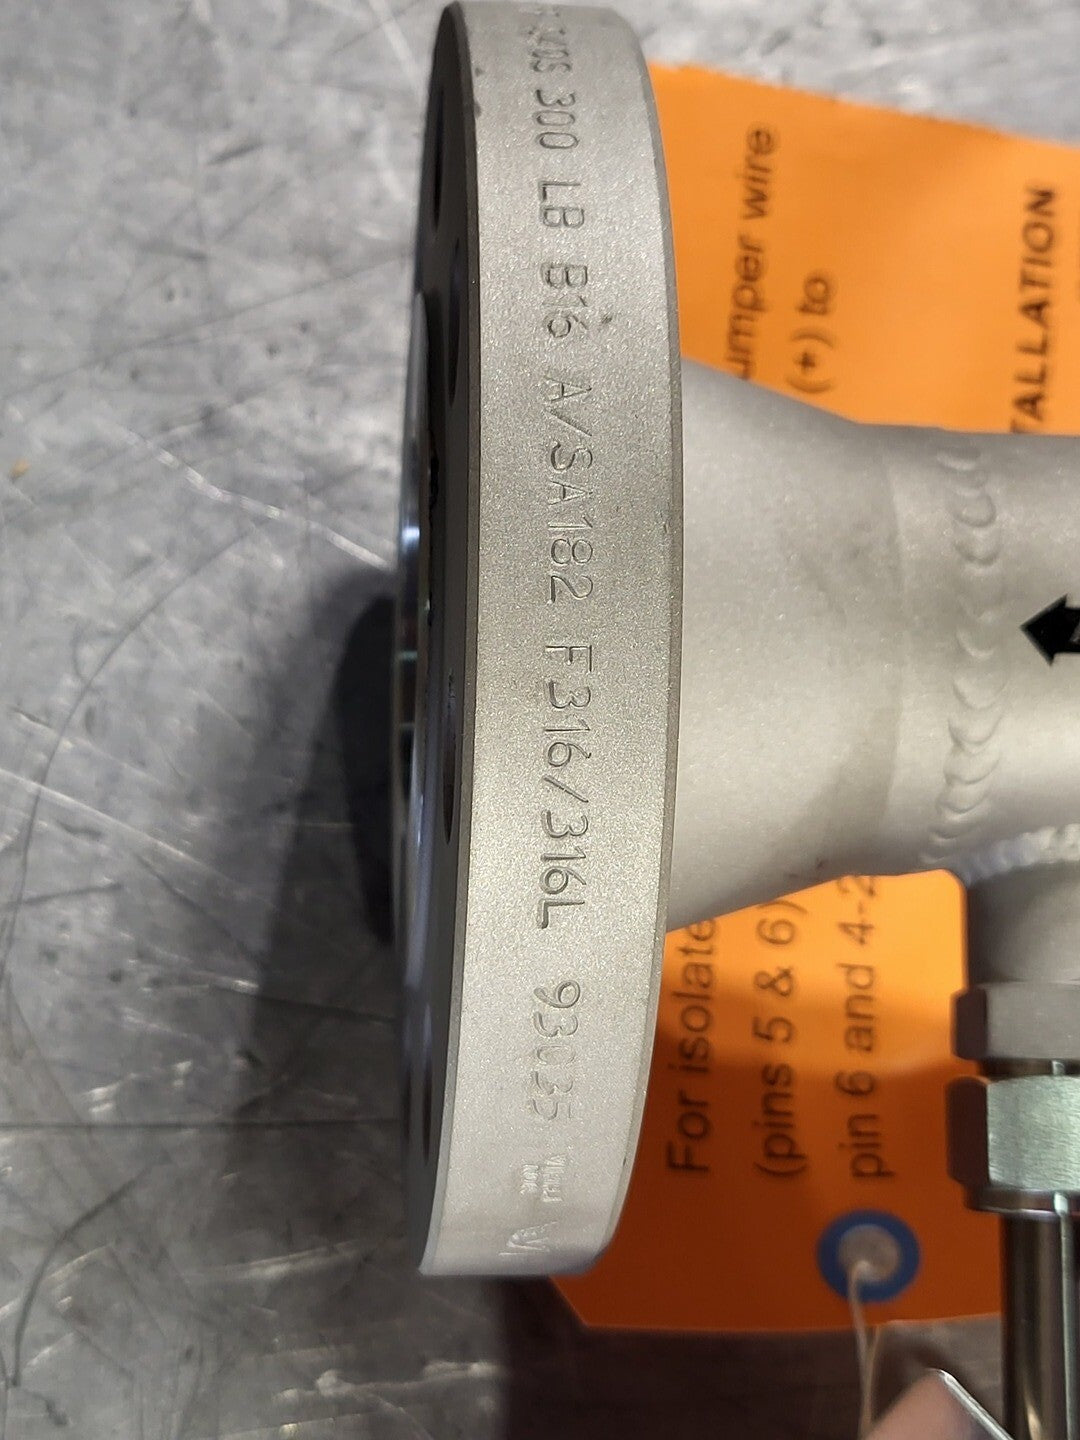 300 LB B16 A/SA182 F316/316L 93035
umper wire
(+) to
TALLATION
For isolate
(pins 5 & 6)
pin 6 and 4-2